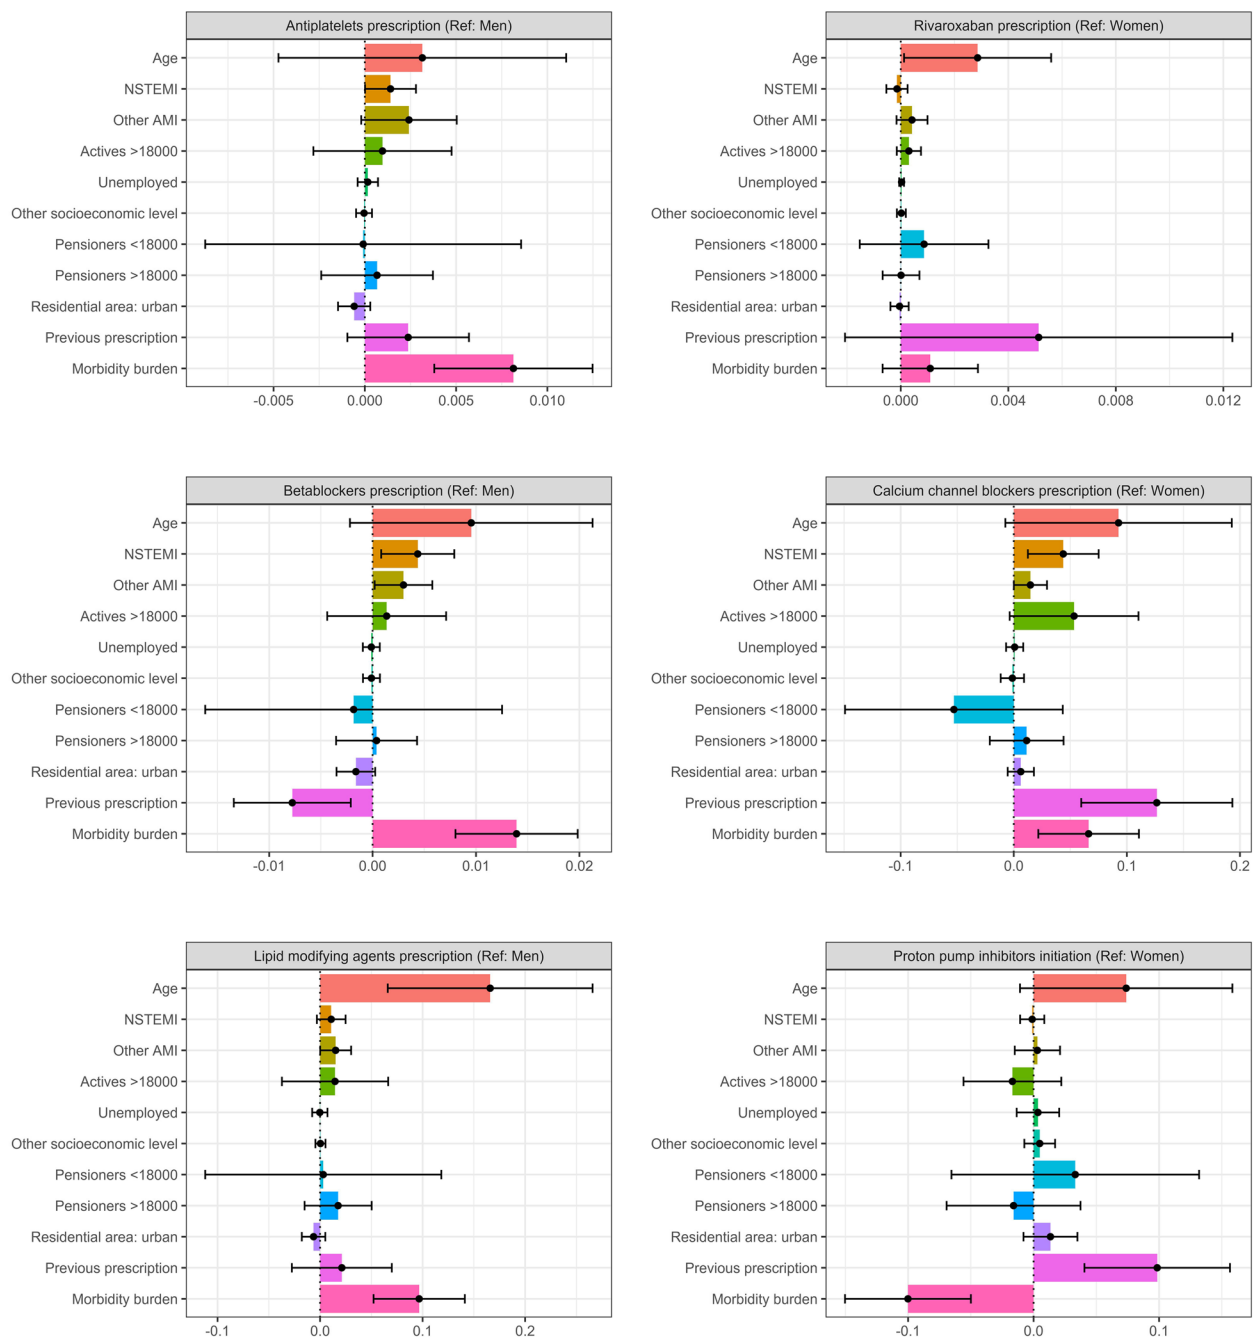 Antiplatelets prescription (Ref: Men)
Age
NSTEMI
Other AMI
Actives >18000
Unemployed
Other socioeconomic level
Pensioners <18000
Pensioners >18000
Residential area: urban
Previous prescription
Morbidity burden
-0.005 0.000 0.005 0.010
Rivaroxaban prescription (Ref: Women)
Age
NSTEMI
Other AMI
Actives >18000
Unemployed
Other socioeconomic level
Pensioners <18000
Pensioners >18000
Residential area: urban
Previous prescription
Morbidity burden
0.000 0.004 0.008 0.012
Betablockers prescription (Ref: Men)
Age
NSTEMI
Other AMI
Actives >18000
Unemployed
Other socioeconomic level
Pensioners <18000
Pensioners >18000
Residential area: urban
Previous prescription
Morbidity burden
-0.01 0.00 0.01 0.02
Calcium channel blockers prescription (Ref: Women)
Age
NSTEMI
Other AMI
Actives >18000
Unemployed
Other socioeconomic level
Pensioners <18000
Pensioners >18000
Residential area: urban
Previous prescription
Morbidity burden
-0.1 0.0 0.1 0.2
Lipid modifying agents prescription (Ref: Men)
Age
NSTEMI
Other AMI
Actives >18000
Unemployed
Other socioeconomic level
Pensioners <18000
Pensioners >18000
Residential area: urban
Previous prescription
Morbidity burden
-0.1 0.0 0.1 0.2
Proton pump inhibitors initiation (Ref: Women)
Age
NSTEMI
Other AMI
Actives >18000
Unemployed
Other socioeconomic level
Pensioners <18000
Pensioners >18000
Residential area: urban
Previous prescription
Morbidity burden
-0.1 0.0 0.1